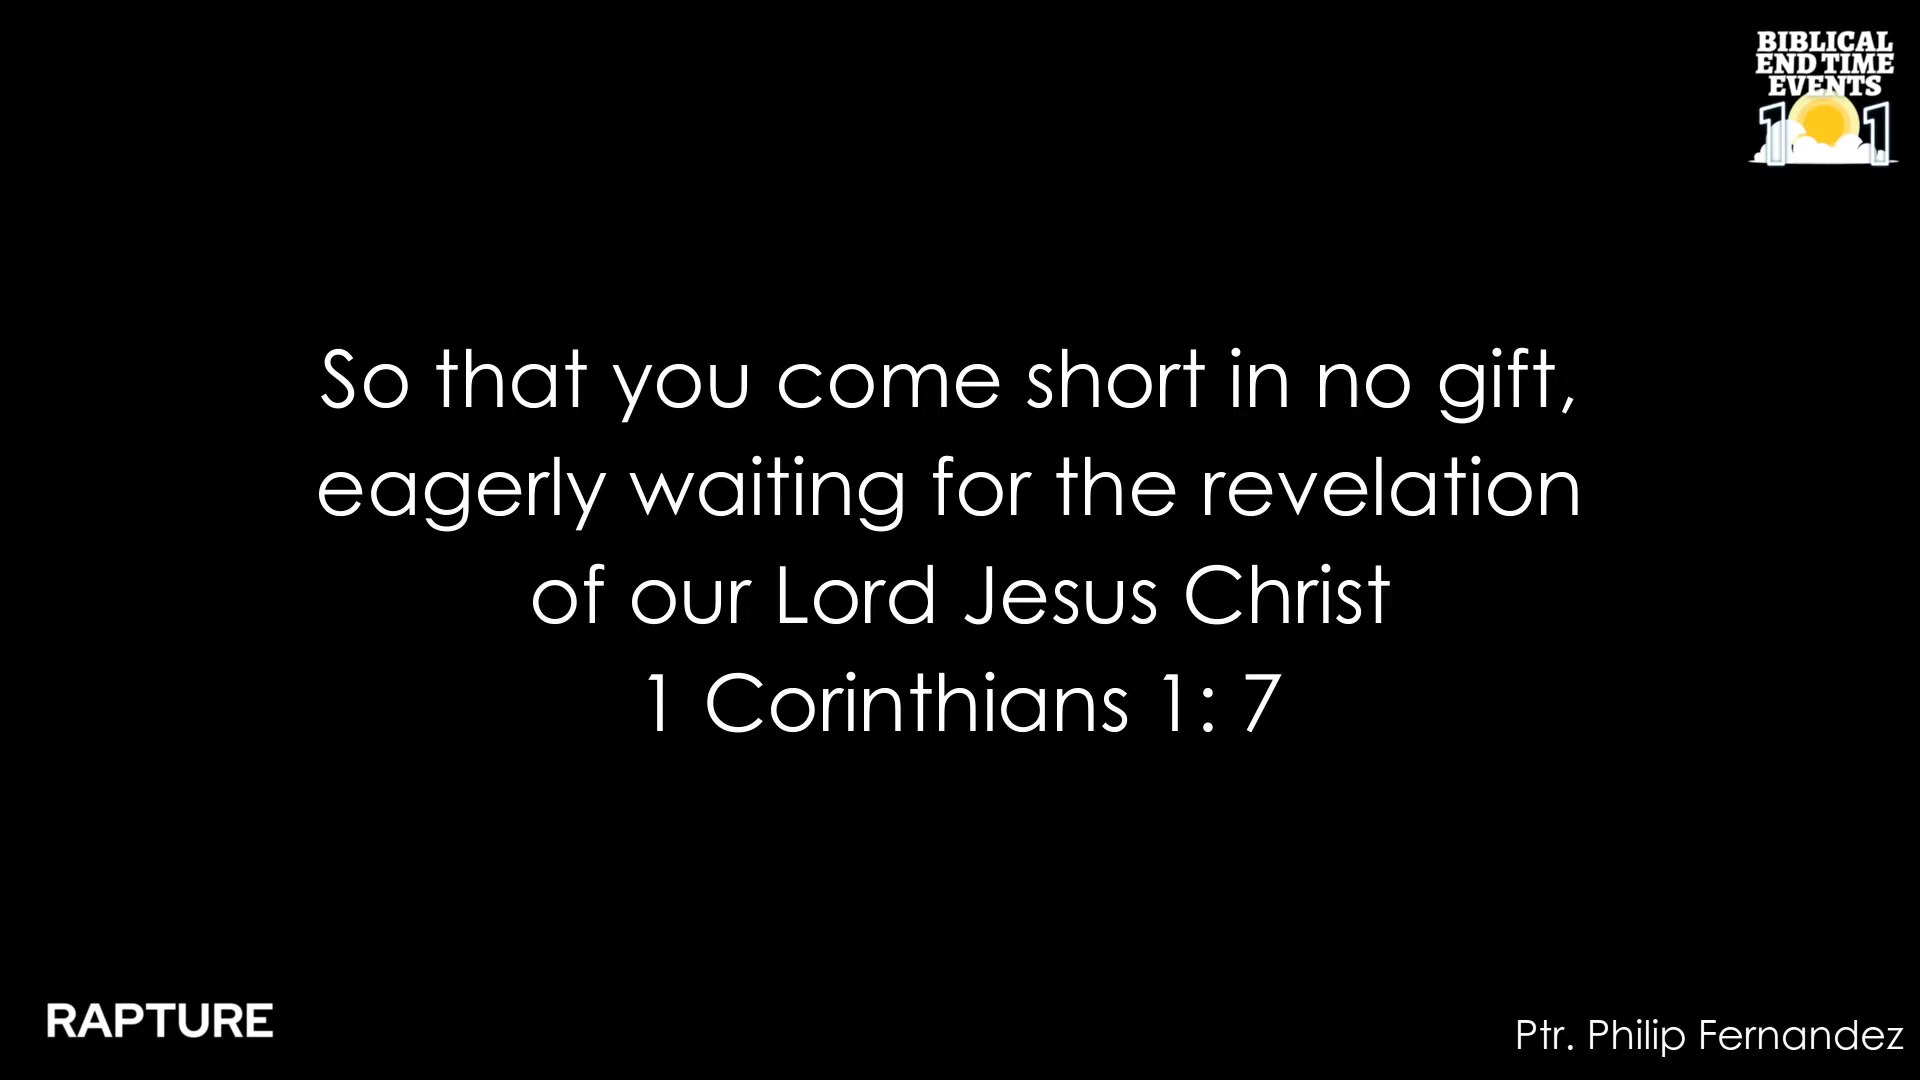 BIBLICAL
END TIME
EVENTS
101
So that you come short in no gift,
eagerly waiting for the revelation
of our Lord Jesus Christ
1 Corinthians 1: 7
RAPTURE
Ptr. Philip Fernandez